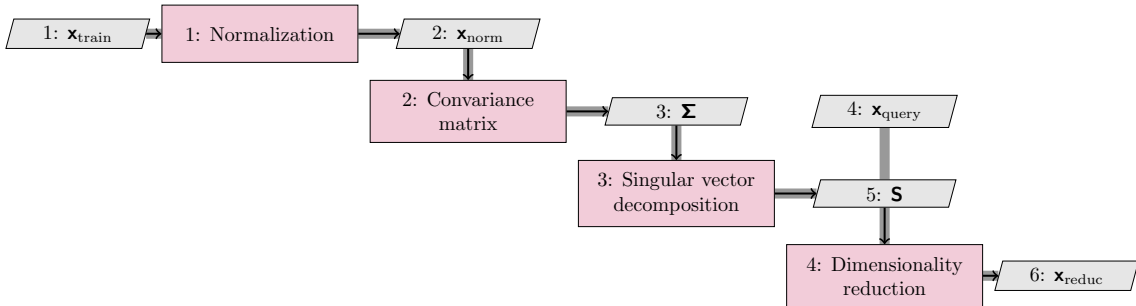 1: x_train
1: Normalization
2: x_norm
2: Convariance
matrix
3: Σ
4: x_query
3: Singular vector
decomposition
5: S
4: Dimensionality
reduction
6: x_reduc